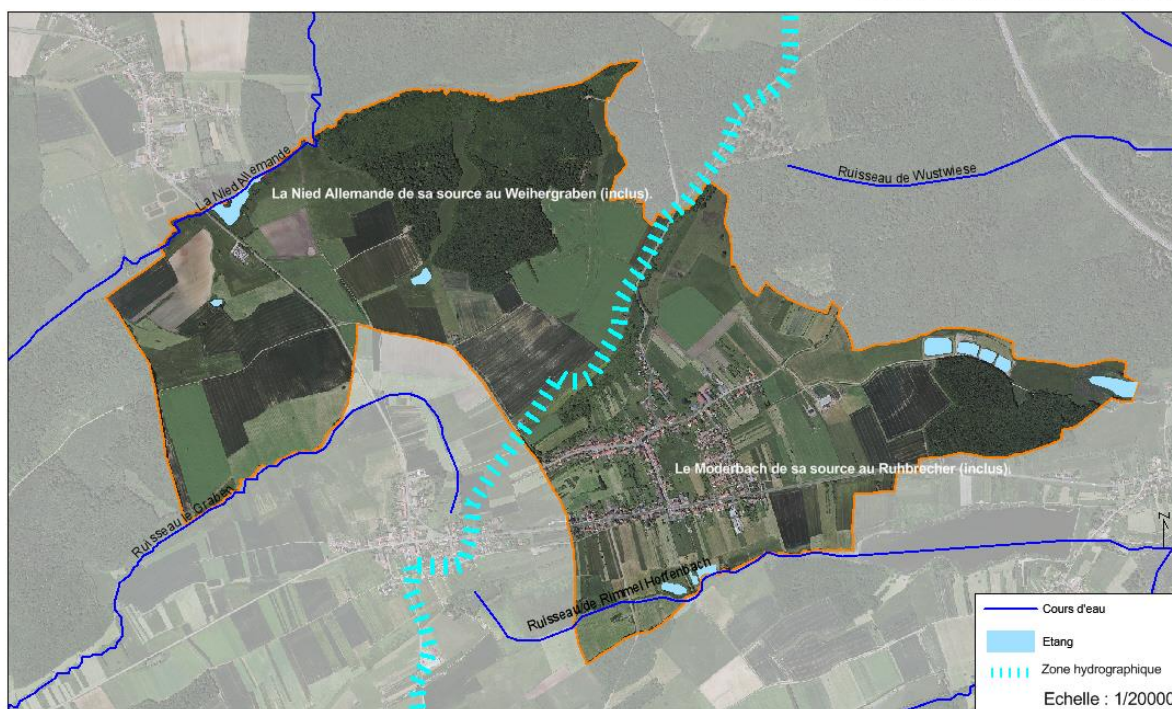 La Nied Allemande
La Nied Allemande de sa source au Weihergraben (inclus).
Ruisseau de Wustwiese
Le Moderbach de sa source au Ruhbrecher (inclus).
Ruisseau le Graben
Ruisseau de Rimmel Hoffenbach
Z
Cours d'eau
Etang
Zone hydrographique
Echelle : 1/20000